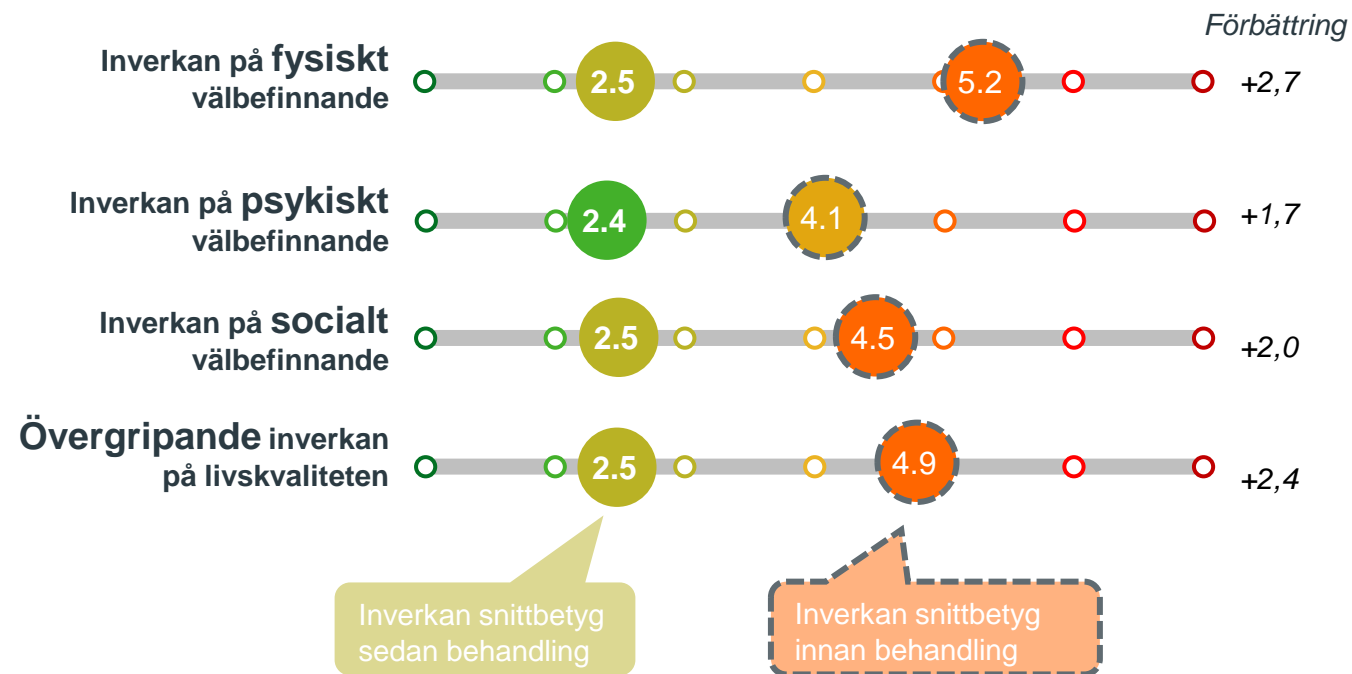 Förbättring
Inverkan på fysiskt
välbefinnande
2.5
5.2
+2,7
Inverkan på psykiskt
välbefinnande
2.4
4.1
+1,7
Inverkan på socialt
välbefinnande
2.5
4.5
+2,0
Övergripande inverkan
på livskvaliteten
2.5
4.9
+2,4
Inverkan snittbetyg
sedan behandling
Inverkan snittbetyg
innan behandling